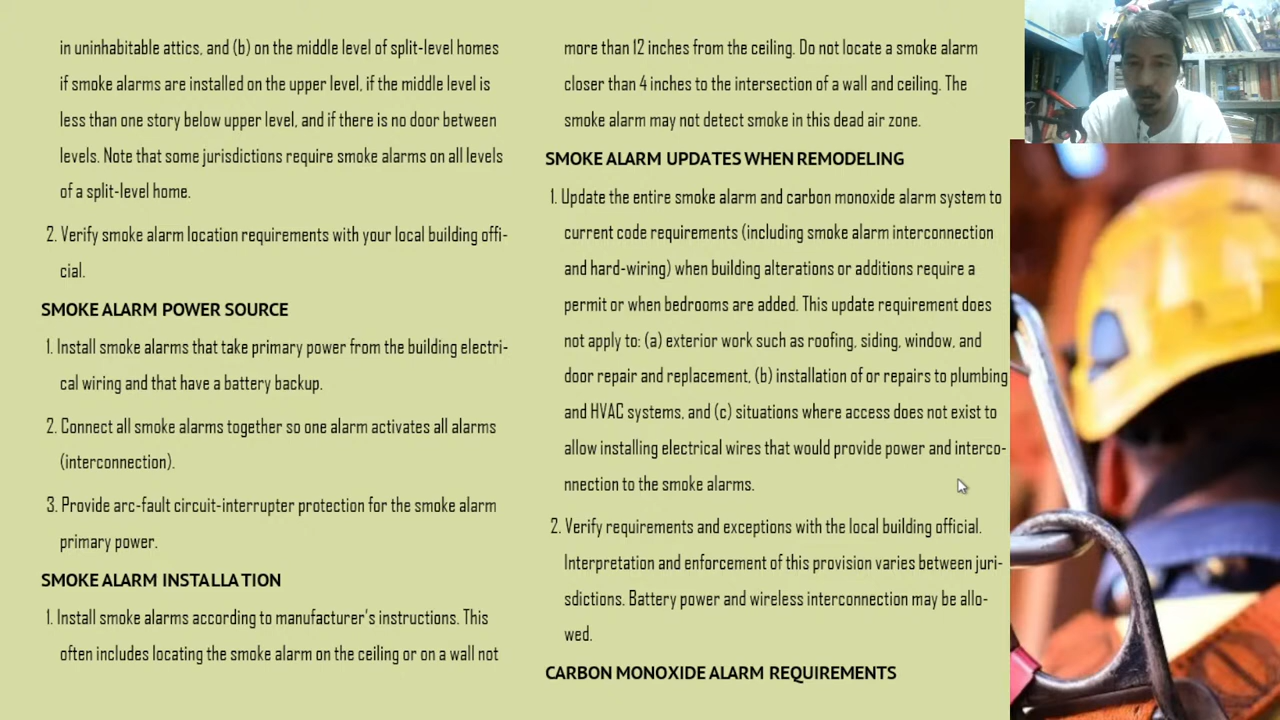 in uninhabitable attics, and (b) on the middle level of split-level homes
if smoke alarms are installed on the upper level, if the middle level is
less than one story below upper level, and if there is no door between
levels. Note that some jurisdictions require smoke alarms on all levels
of a split-level home.
2. Verify smoke alarm location requirements with your local building offi-
cial.
SMOKE ALARM POWER SOURCE
1. Install smoke alarms that take primary power from the building electri-
cal wiring and that have a battery backup.
2. Connect all smoke alarms together so one alarm activates all alarms
(interconnection).
3. Provide arc-fault circuit-interrupter protection for the smoke alarm
primary power.
SMOKE ALARM INSTALLATION
1. Install smoke alarms according to manufacturer's instructions. This
often includes locating the smoke alarm on the ceiling or on a wall not
more than 12 inches from the ceiling. Do not locate a smoke alarm
closer than 4 inches to the intersection of a wall and ceiling. The
smoke alarm may not detect smoke in this dead air zone.
SMOKE ALARM UPDATES WHEN REMODELING
1. Update the entire smoke alarm and carbon monoxide alarm system to
current code requirements (including smoke alarm interconnection
and hard-wiring) when building alterations or additions require a
permit or when bedrooms are added. This update requirement does
not apply to: (a) exterior work such as roofing, siding, window, and
door repair and replacement, (b) installation of or repairs to plumbing
and HVAC systems, and (c) situations where access does not exist to
allow installing electrical wires that would provide power and interco-
nnection to the smoke alarms.
2. Verify requirements and exceptions with the local building official.
Interpretation and enforcement of this provision varies between juri-
sdictions. Battery power and wireless interconnection may be allo-
wed.
CARBON MONOXIDE ALARM REQUIREMENTS